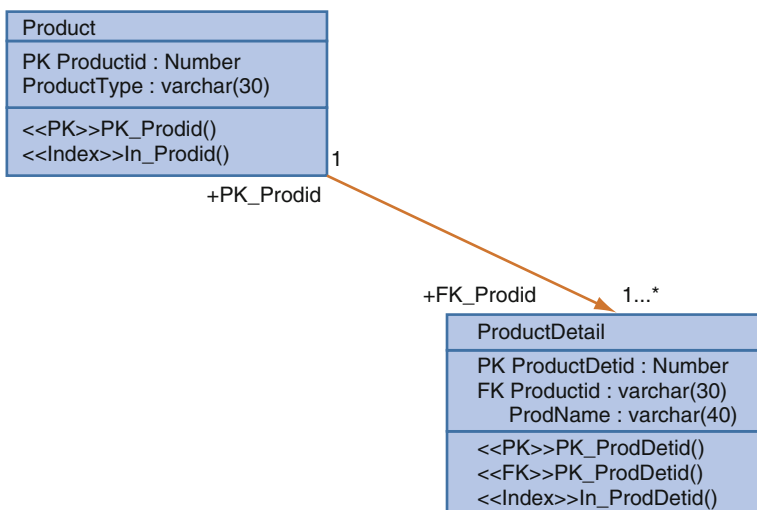 Product
PK Productid : Number
ProductType : varchar(30)
<<PK>>PK_Prodid()
<<Index>>In_Prodid()
1
+PK_Prodid
+FK_Prodid
1...*
ProductDetail
PK ProductDetid : Number
FK Productid : varchar(30)
ProdName : varchar(40)
<<PK>>PK_ProdDetid()
<<FK>>PK_ProdDetid()
<<Index>>In_ProdDetid()